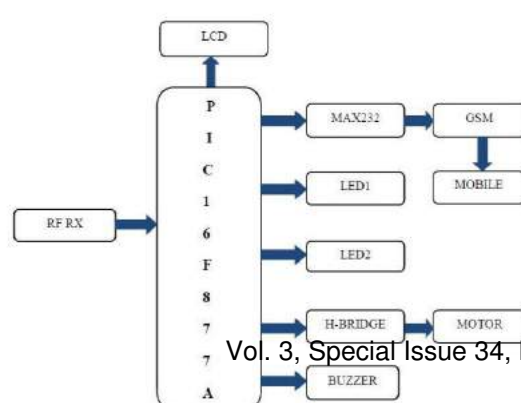 LCD
P
I
C
1
6
F
8
7
7
A
MAX232
GSM
LED1
MOBILE
RF RX
LED2
H-BRIDGE
MOTOR
Vol. 3, Special Issue 34,
BUZZER